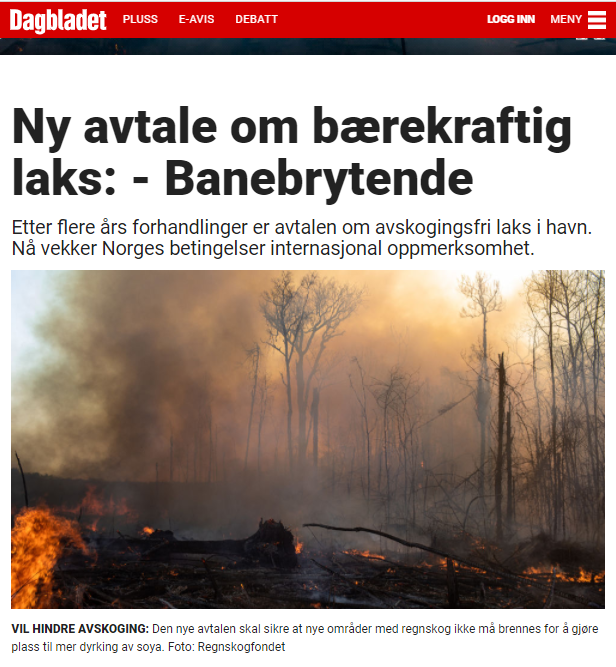 Dagbladet PLUSS E-AVIS DEBATT LOGG INN MENY
Ny avtale om bærekraftig
laks: - Banebrytende
Etter flere års forhandlinger er avtalen om avskogingsfri laks i havn.
Nå vekker Norges betingelser internasjonal oppmerksomhet.
VIL HINDRE AVSKOGING: Den nye avtalen skal sikre at nye områder med regnskog ikke må brennes for å gjøre
plass til mer dyrking av soya. Foto: Regnskogfondet